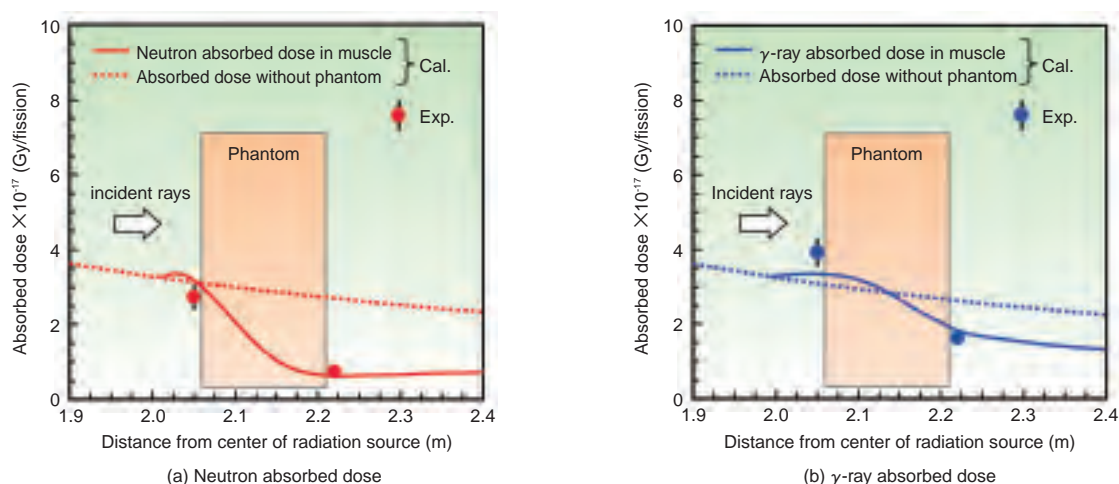 10
8
6
4
2
0
Absorbed dose ×10⁻¹⁷ (Gy/fission)
Neutron absorbed dose in muscle
Absorbed dose without phantom
Cal.
Exp.
Phantom
incident rays
1.9 2.0 2.1 2.2 2.3 2.4
Distance from center of radiation source (m)
(a) Neutron absorbed dose
10
8
6
4
2
0
Absorbed dose ×10⁻¹⁷ (Gy/fission)
γ-ray absorbed dose in muscle
Absorbed dose without phantom
Cal.
Exp.
Phantom
Incident rays
1.9 2.0 2.1 2.2 2.3 2.4
Distance from center of radiation source (m)
(b) γ-ray absorbed dose